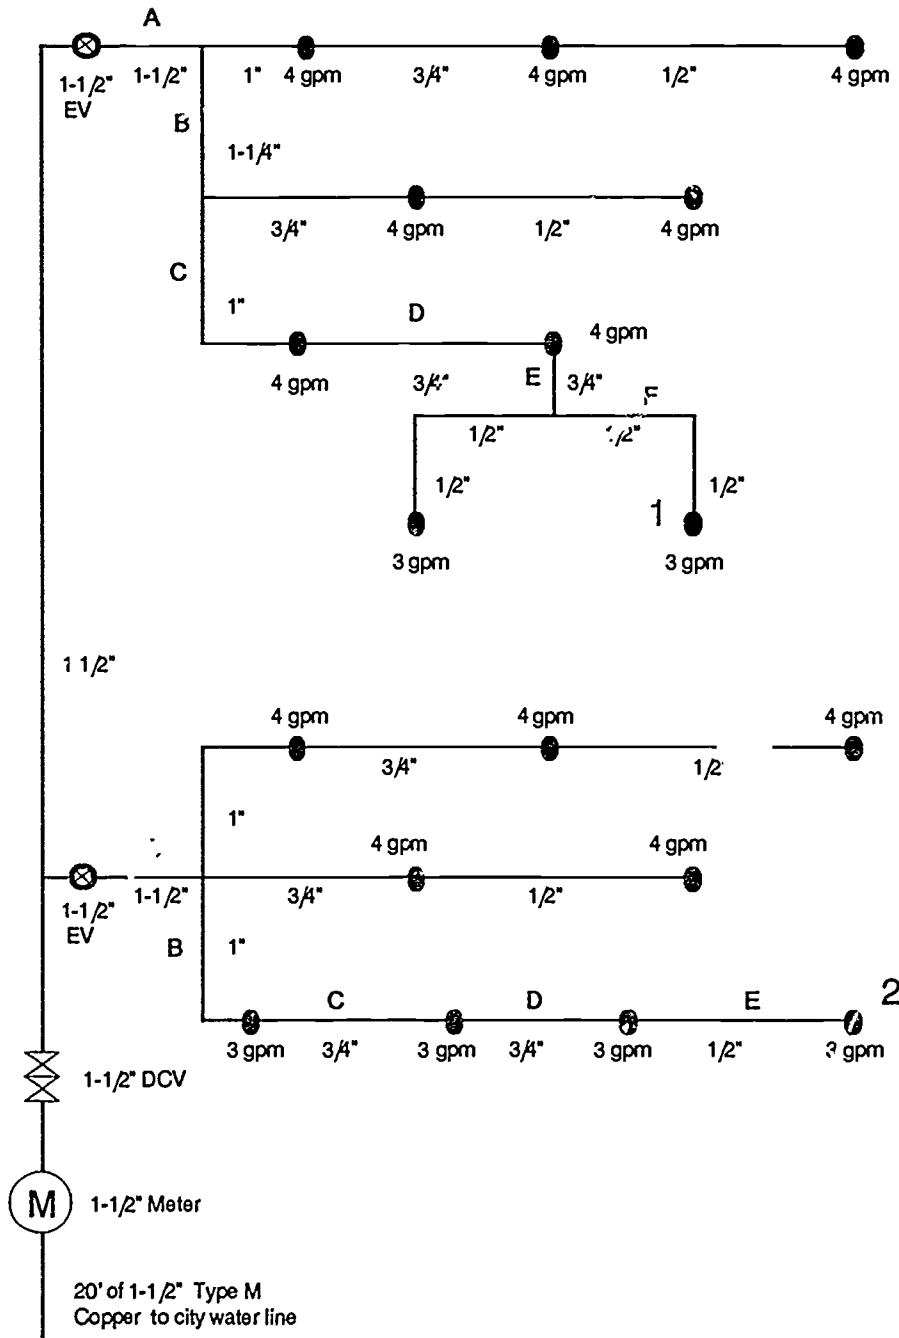 A
1-1/2"
EV
1-1/2"
1"
4 gpm
3/4"
4 gpm
1/2"
4 gpm
B
1-1/4"
3/4"
4 gpm
1/2"
4 gpm
C
1"
D
4 gpm
4 gpm
3/4"
E
3/4"
1/2"
1/2"
1/2"
1
3 gpm
3 gpm
1 1/2"
4 gpm
4 gpm
4 gpm
3/4"
1/2
1"
4 gpm
4 gpm
1-1/2"
EV
1-1/2"
3/4"
1/2"
B
1"
C
D
E
2
3 gpm
3/4"
3 gpm
3/4"
3 gpm
1/2"
3 gpm
1-1/2" DCV
M
1-1/2" Meter
20' of 1-1/2" Type M
Copper to city water line